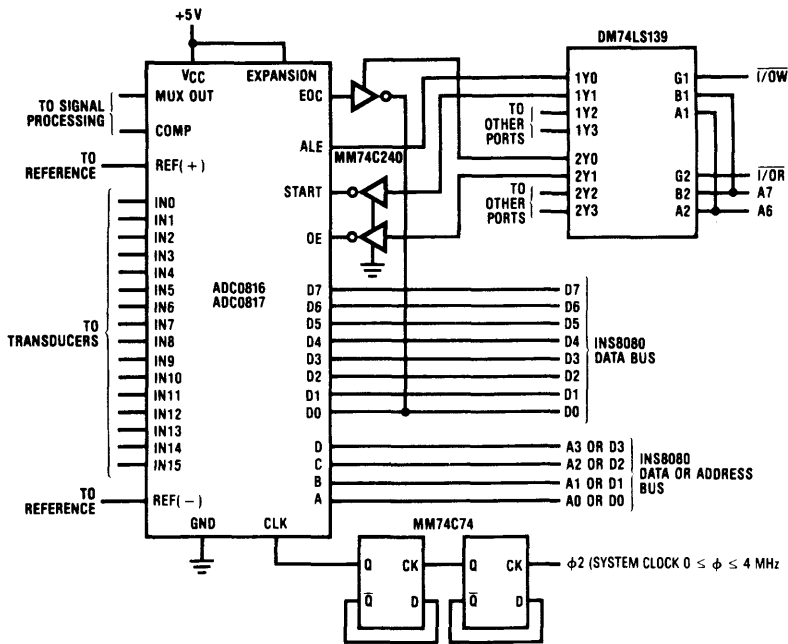 +5V
DM74LS139
VCC
EXPANSION
MUX OUT
EOC
TO SIGNAL
PROCESSING
COMP
ALE
MM74C240
TO
REFERENCE
REF(+)
START
OE
1Y0
1Y1
1Y2
1Y3
2Y0
2Y1
2Y2
2Y3
TO
OTHER
PORTS
TO
OTHER
PORTS
G1
B1
A1
G2
B2
A2
I/OW
I/OR
A7
A6
IN0
IN1
IN2
IN3
IN4
IN5
IN6
IN7
IN8
IN9
IN10
IN11
IN12
IN13
IN14
IN15
TO
TRANSDUCERS
ADC0816
ADC0817
D7
D6
D5
D4
D3
D2
D1
D0
D7
D6
D5
D4
D3
D2
D1
D0
INS8080
DATA BUS
D
C
B
A
A3 OR D3
A2 OR D2
A1 OR D1
A0 OR D0
INS8080
DATA OR ADDRESS
BUS
TO
REFERENCE
REF(−)
GND
CLK
MM74C74
Q
CK
Q
CK
Q̅
D
Q̅
D
ϕ2 (SYSTEM CLOCK 0 ≤ ϕ ≤ 4 MHz